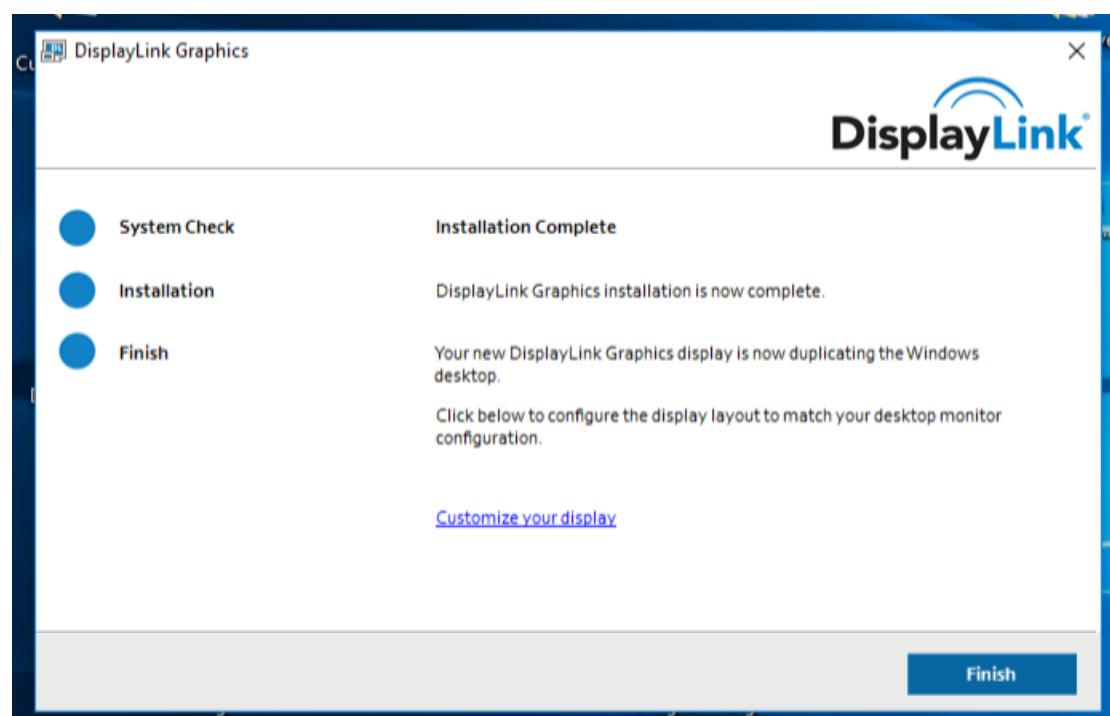 DisplayLink Graphics
DisplayLink®
System Check
Installation Complete
Installation
DisplayLink Graphics installation is now complete.
Finish
Your new DisplayLink Graphics display is now duplicating the Windows
desktop.
Click below to configure the display layout to match your desktop monitor
configuration.
Customize your display
Finish